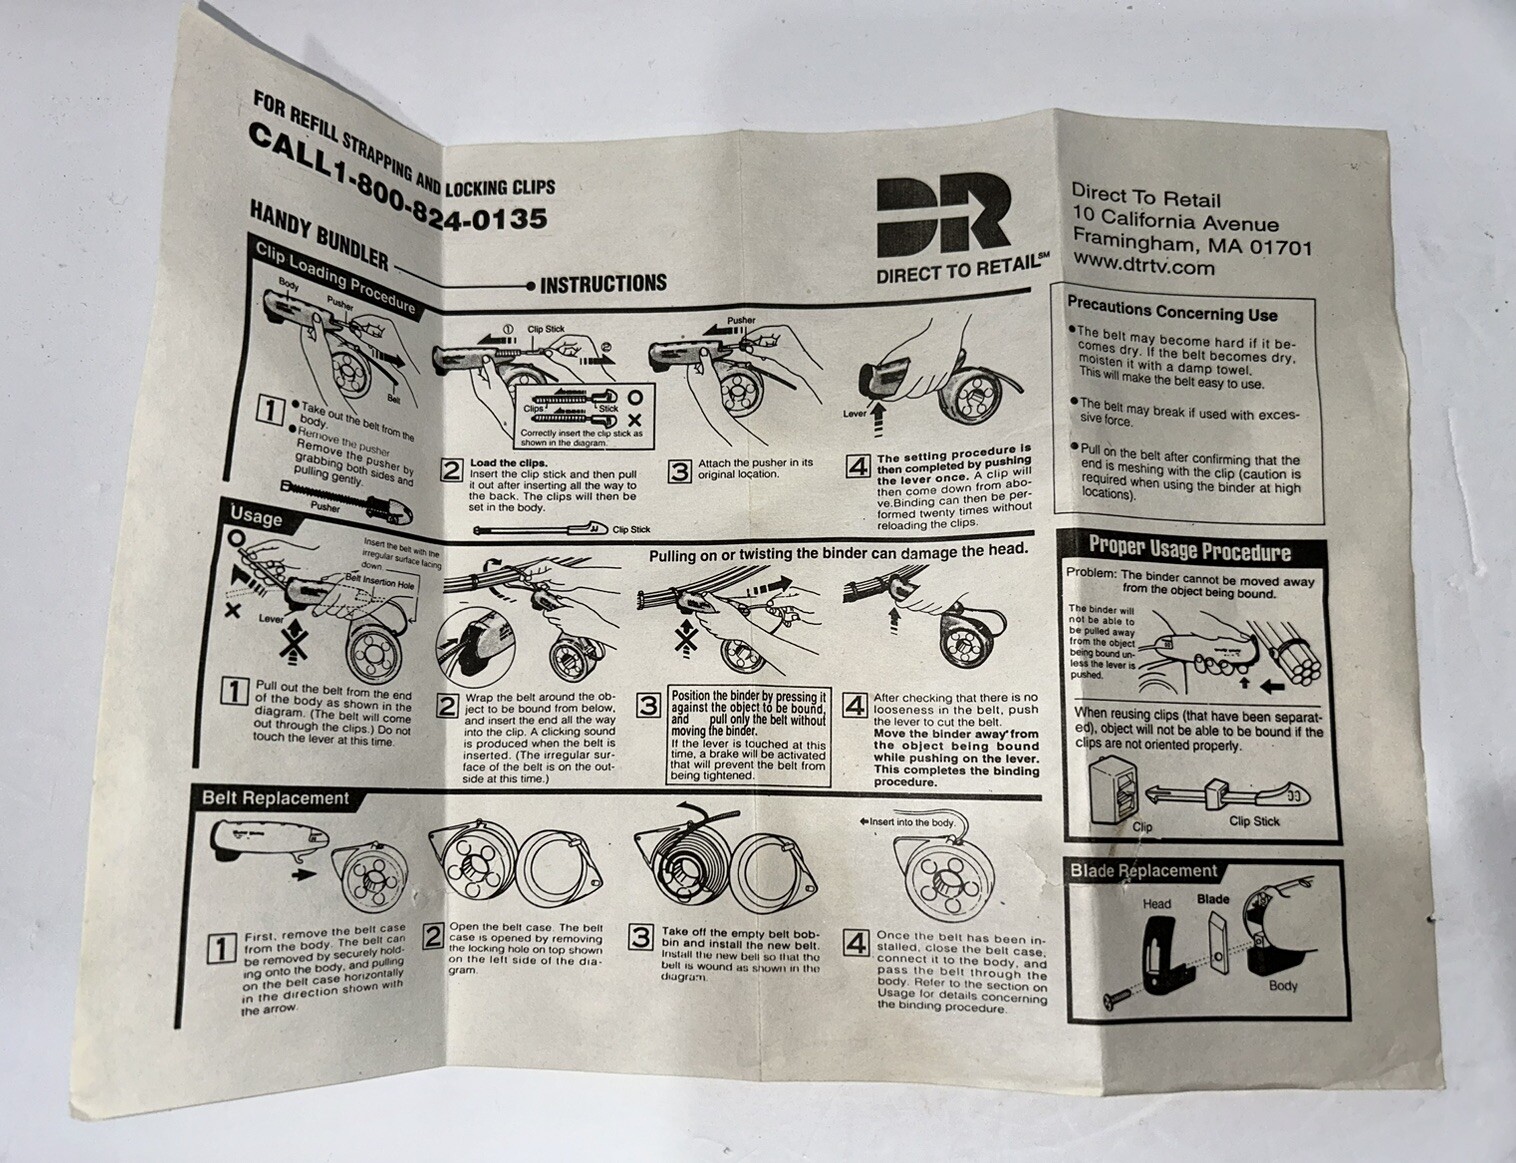 FOR REFILL STRAPPING AND LOCKING CLIPS
CALL1-800-824-0135
HANDY BUNDLER
INSTRUCTIONS
DR
DIRECT TO RETAIL℠
Direct To Retail
10 California Avenue
Framingham, MA 01701
www.dtrtv.com
Clip Loading Procedure
Body
Pusher
Belt
1
● Take out the belt from the
body.
● Remove the pusher
Remove the pusher by
grabbing both sides and
pulling gently.
Pusher
①
Clip Stick
②
Clips
Stick
O
X
Correctly insert the clip stick as
shown in the diagram.
2
Load the clips.
Insert the clip stick and then pull
it out after inserting all the way to
the back. The clips will then be
set in the body.
Clip Stick
Pusher
3
Attach the pusher in its
original location.
Lever
4
The setting procedure is
then completed by pushing
the lever once. A clip will
then come down from abo-
ve.Binding can then be per-
formed twenty times without
reloading the clips.
Usage
Pulling on or twisting the binder can damage the head.
O
X
Insert the belt with the
irregular surface facing
down
Belt Insertion Hole
Lever
1
Pull out the belt from the end
of the body as shown in the
diagram. (The belt will come
out through the clips.) Do not
touch the lever at this time.
2
Wrap the belt around the ob-
ject to be bound from below,
and insert the end all the way
into the clip. A clicking sound
is produced when the belt is
inserted. (The irregular sur-
face of the belt is on the out-
side at this time.)
3
Position the binder by pressing it
against the object to be bound,
and pull only the belt without
moving the binder.
If the lever is touched at this
time, a brake will be activated
that will prevent the belt from
being tightened.
4
After checking that there is no
looseness in the belt, push
the lever to cut the belt.
Move the binder away from
the object being bound
while pushing on the lever.
This completes the binding
procedure.
Belt Replacement
1
First, remove the belt case
from the body. The belt can
be removed by securely hold-
ing onto the body, and pulling
on the belt case horizontally
in the direction shown with
the arrow.
2
Open the belt case. The belt
case is opened by removing
the locking hole on top shown
on the left side of the dia-
gram.
3
Take off the empty belt bob-
bin and install the new belt.
Install the new bell so that the
bell is wound as shown in the
diagram.
←Insert into the body.
4
Once the belt has been in-
stalled, close the belt case,
connect it to the body, and
pass the belt through the
body. Refer to the section on
Usage for details concerning
the binding procedure.
Precautions Concerning Use
●The belt may become hard if it be-
comes dry. If the belt becomes dry,
moisten it with a damp towel.
This will make the belt easy to use.
●The belt may break if used with exces-
sive force.
●Pull on the belt after confirming that the
end is meshing with the clip (caution is
required when using the binder at high
locations).
Proper Usage Procedure
Problem: The binder cannot be moved away
from the object being bound.
The binder will
not be able to
be pulled away
from the object
being bound un-
less the lever is
pushed.
When reusing clips (that have been separat-
ed), object will not be able to be bound if the
clips are not oriented properly.
Clip
Clip Stick
Blade Replacement
Head
Blade
Body